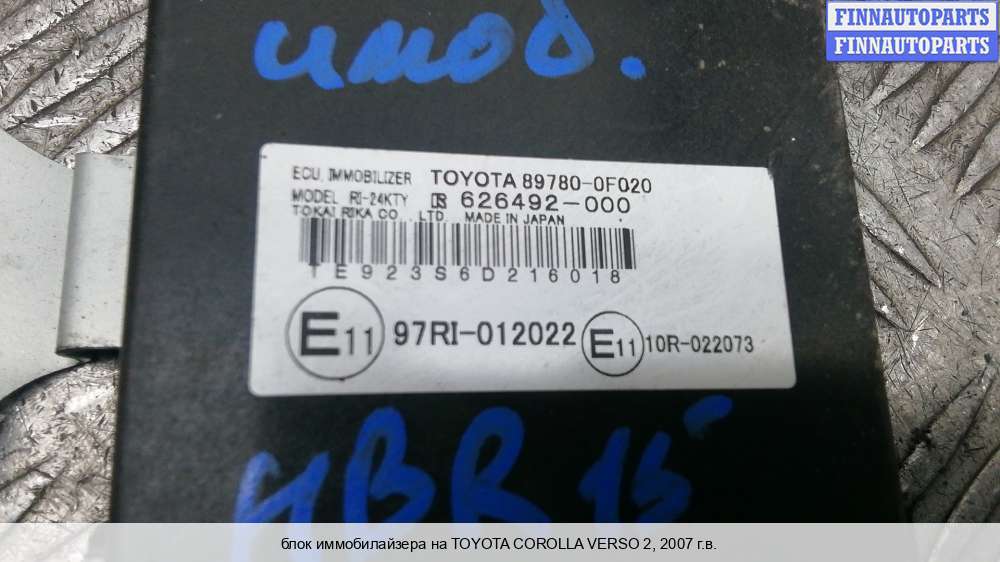 FINNAUTOPARTS
FINNAUTOPARTS
имоб.
ECU, IMMOBILIZER TOYOTA 89780-0F020
MODEL RI-24KTY 626492-000
TOKAI RIKA CO., LTD. MADE IN JAPAN
TE923S6D216018
E11 97RI-012022 E11 10R-022073
HBR15
блок иммобилайзера на TOYOTA COROLLA VERSO 2, 2007 г.в.